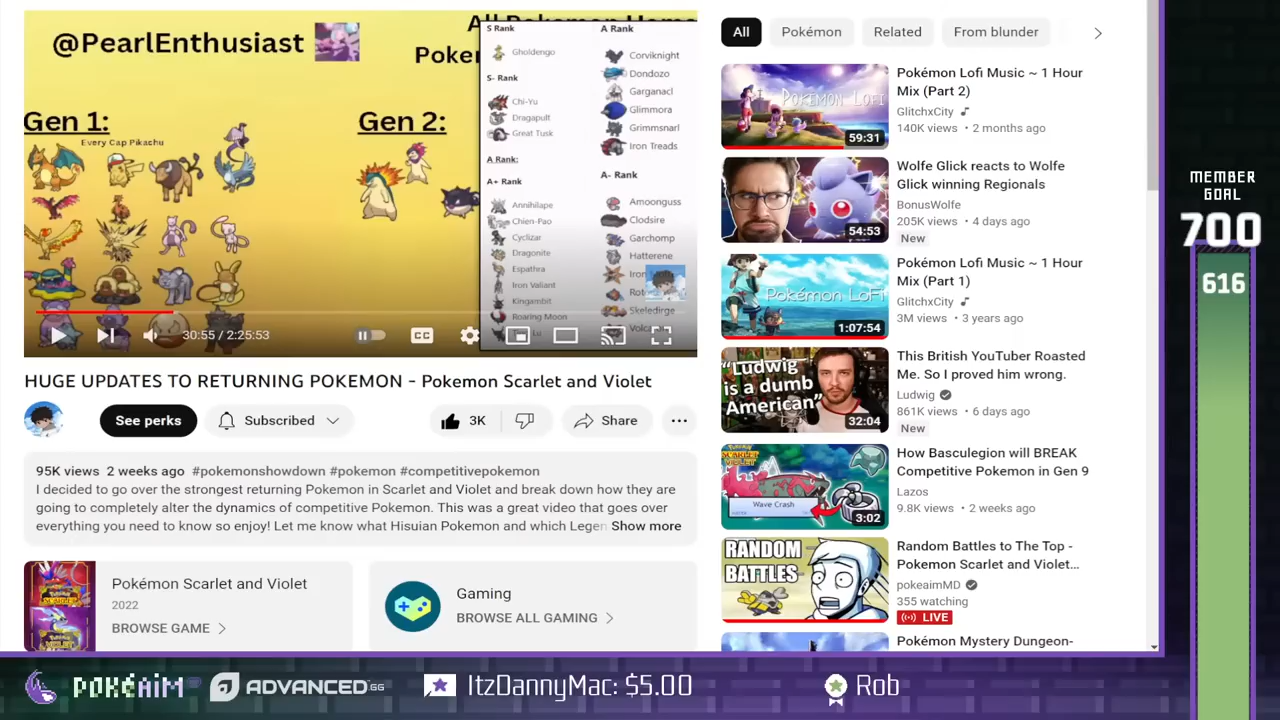 @PearlEnthusiast
Poke
Gen 1:
Every Cap Pikachu
Gen 2:
S Rank
Gholdengo
S- Rank
Chi-Yu
Dragapult
Great Tusk
A Rank:
A+ Rank
Annihilape
Chien-Pao
Cyclizar
Dragonite
Espathra
Iron Valiant
Kingambit
Roaring Moon
Lu
A Rank
Corviknight
Dondozo
Garganacl
Glimmora
Grimmsnarl
Iron Treads
A- Rank
Amoonguss
Clodsire
Garchomp
Hatterene
Iron
Rot
Skeledirge
Volca
30:55 / 2:25:53
CC
HUGE UPDATES TO RETURNING POKEMON - Pokemon Scarlet and Violet
See perks
Subscribed
3K
Share
95K views 2 weeks ago #pokemonshowdown #pokemon #competitivepokemon
I decided to go over the strongest returning Pokemon in Scarlet and Violet and break down how they are
going to completely alter the dynamics of competitive Pokemon. This was a great video that goes over
everything you need to know so enjoy! Let me know what Hisuian Pokemon and which Legen Show more
Pokémon Scarlet and Violet
2022
BROWSE GAME
Gaming
BROWSE ALL GAMING
All
Pokémon
Related
From blunder
POKEMON LOFI
59:31
Pokémon Lofi Music ~ 1 Hour
Mix (Part 2)
GlitchxCity
140K views • 2 months ago
54:53
Wolfe Glick reacts to Wolfe
Glick winning Regionals
BonusWolfe
205K views • 4 days ago
New
Pokémon LoFi
1:07:54
Pokémon Lofi Music ~ 1 Hour
Mix (Part 1)
GlitchxCity
3M views • 3 years ago
"Ludwig
is a dumb
American"
32:04
This British YouTuber Roasted
Me. So I proved him wrong.
Ludwig
861K views • 6 days ago
New
Wave Crash
3:02
How Basculegion will BREAK
Competitive Pokemon in Gen 9
Lazos
9.8K views • 2 weeks ago
RANDOM
BATTLES
Random Battles to The Top -
Pokemon Scarlet and Violet...
pokeaimMD
355 watching
LIVE
Pokémon Mystery Dungeon-
MEMBER
GOAL
700
616
POKÉAIM
ADVANCED.GG
ItzDannyMac: $5.00
Rob